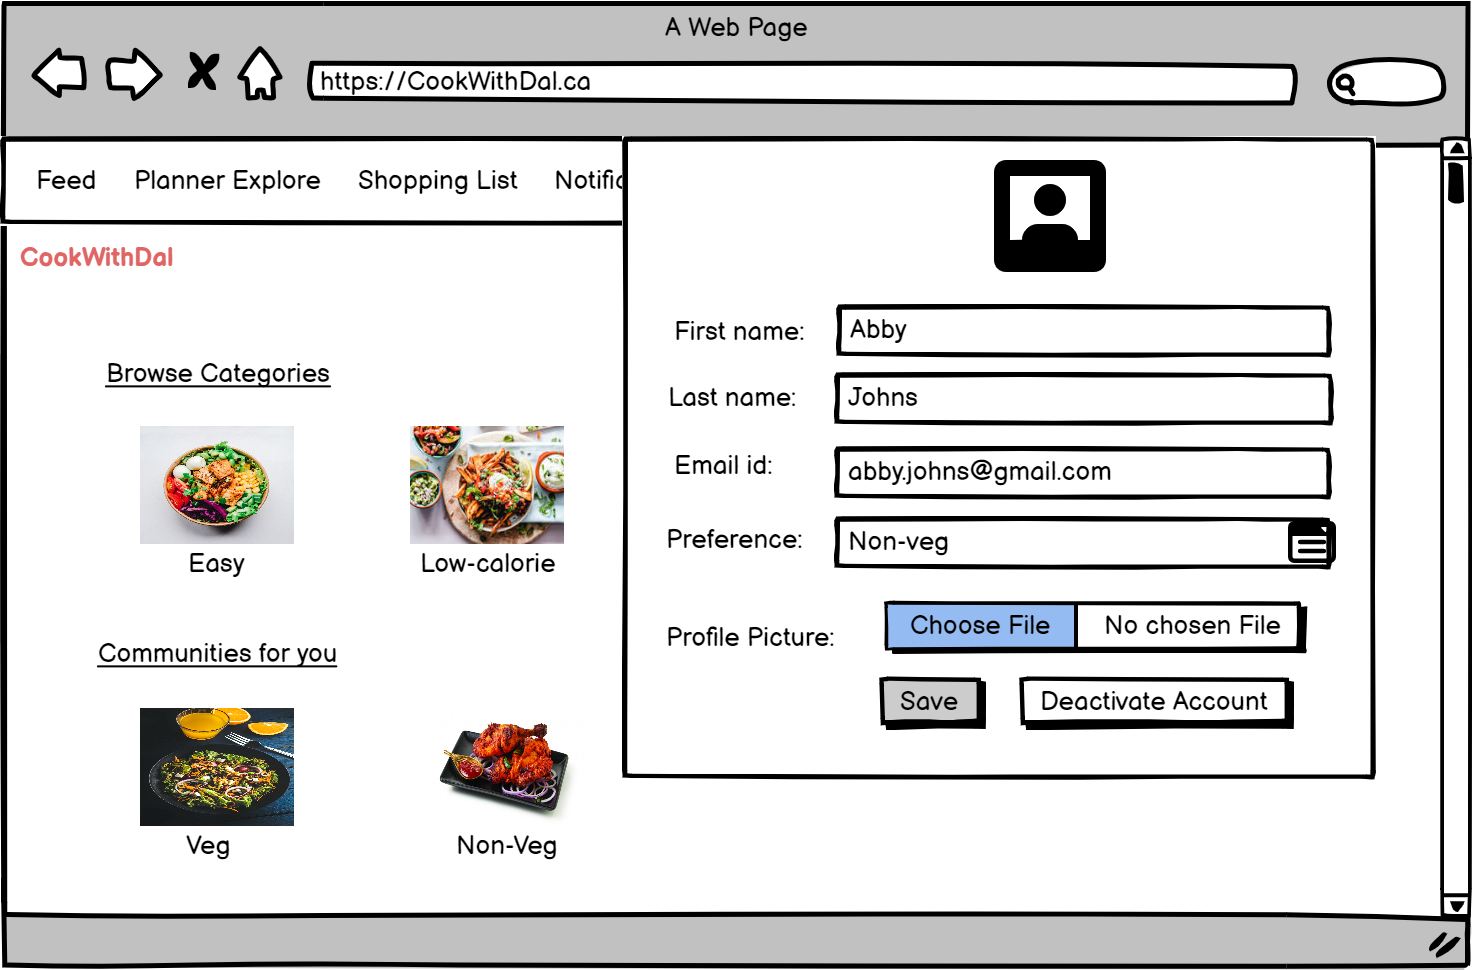 A Web Page
https://CookWithDal.ca
Feed Planner Explore Shopping List Notific
CookWithDal
Browse Categories
Easy Low-calorie
Communities for you
Veg Non-Veg
First name: Abby
Last name: Johns
Email id: abby.johns@gmail.com
Preference: Non-veg
Profile Picture: Choose File No chosen File
Save Deactivate Account